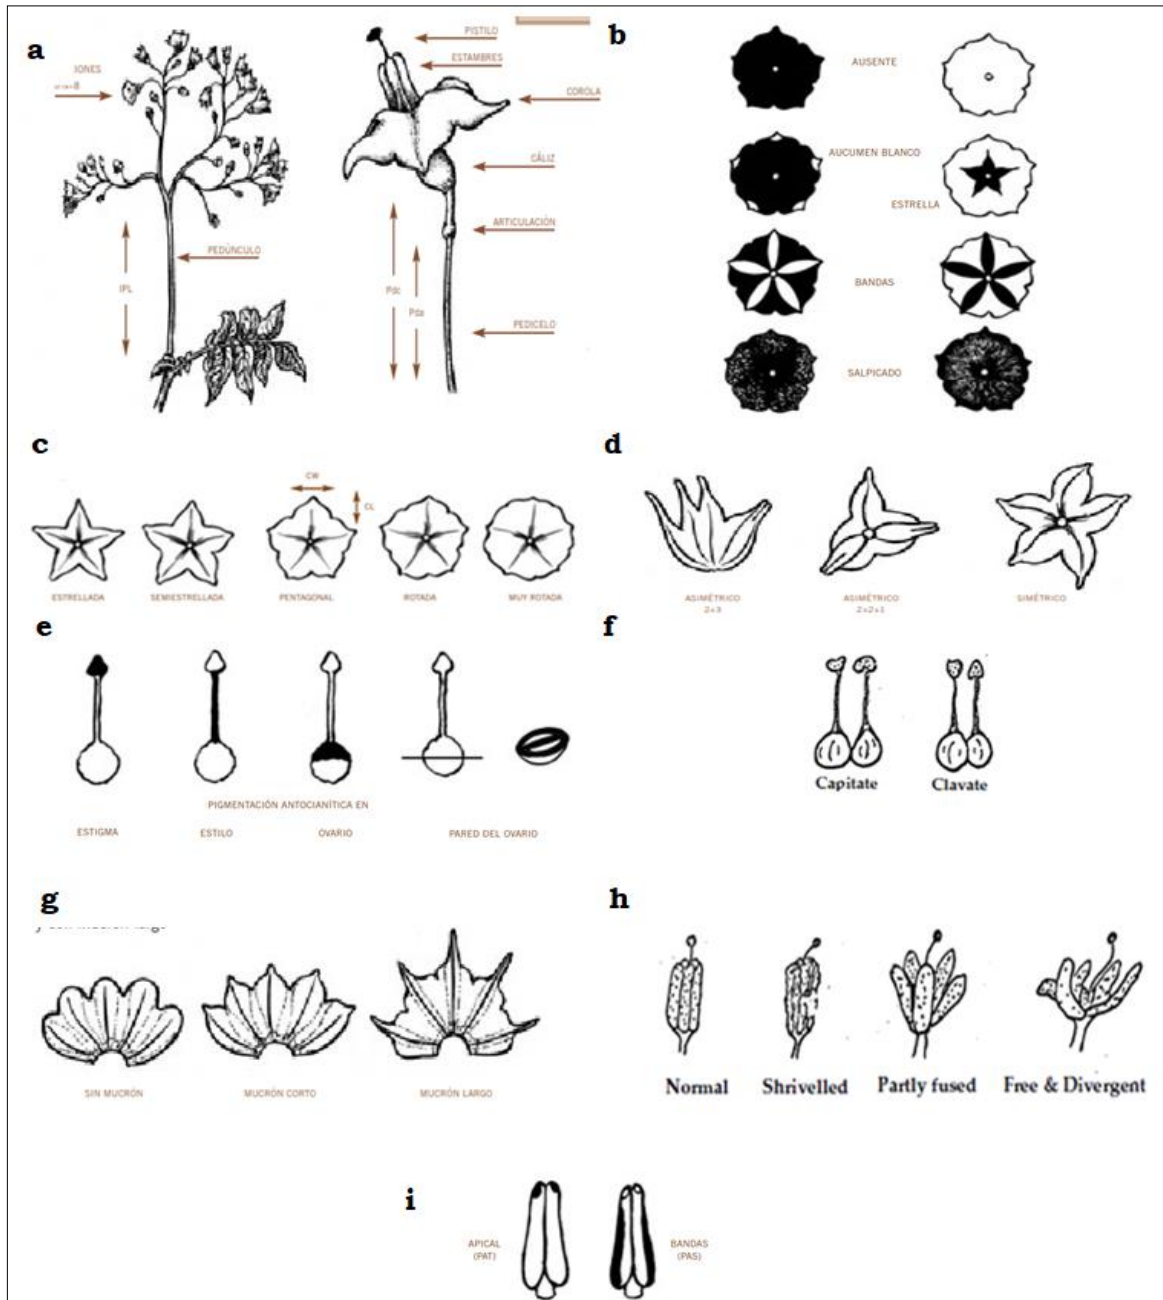 a
PISTILO
ESTAMBRES
COROLA
CÁLIZ
ARTICULACIÓN
PEDICELO
Pdc
Pda
IONES
PEDÚNCULO
IPL
b
AUSENTE
AUCUMEN BLANCO
ESTRELLA
BANDAS
SALPICADO
c
CW
CL
ESTRELLADA
SEMIESTRELLADA
PENTAGONAL
ROTADA
MUY ROTADA
d
ASIMÉTRICO
2+3
ASIMÉTRICO
2+2+1
SIMÉTRICO
e
PIGMENTACIÓN ANTOCIANÍTICA EN
ESTIGMA
ESTILO
OVARIO
PARED DEL OVARIO
f
Capitate
Clavate
g
SIN MUCRÓN
MUCRÓN CORTO
MUCRÓN LARGO
h
Normal
Shrivelled
Partly fused
Free & Divergent
i
APICAL
(PAT)
BANDAS
(PAS)